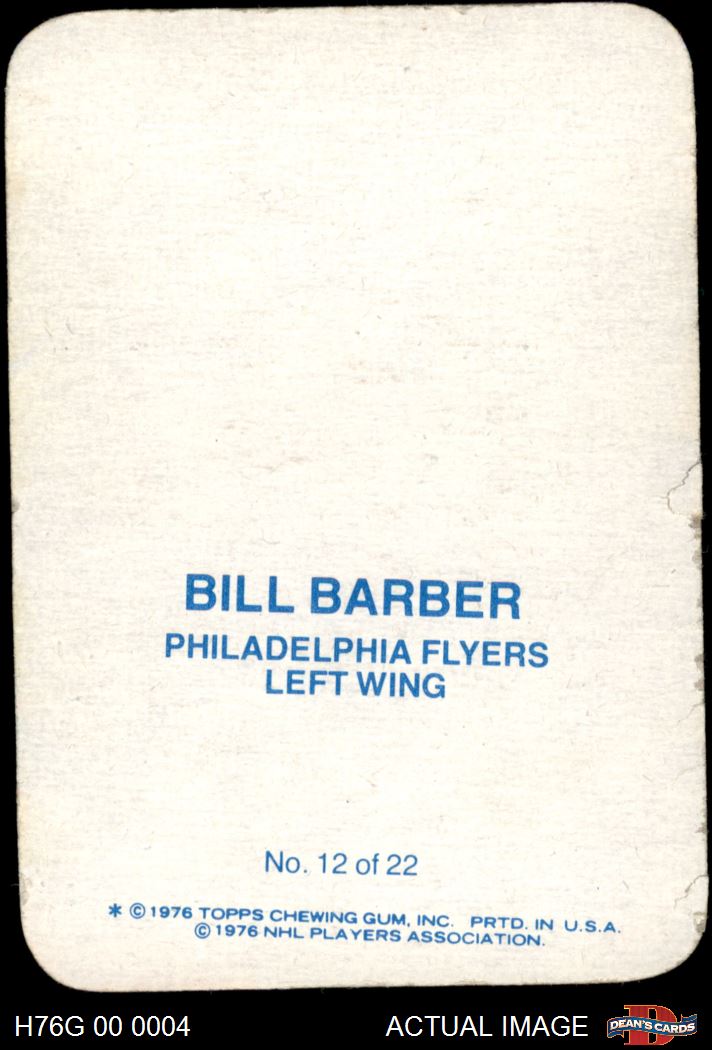 BILL BARBER
PHILADELPHIA FLYERS
LEFT WING
No. 12 of 22
* © 1976 TOPPS CHEWING GUM, INC. PRTD. IN U.S.A.
© 1976 NHL PLAYERS ASSOCIATION.
H76G 00 0004 ACTUAL IMAGE D DEAN'S CARDS